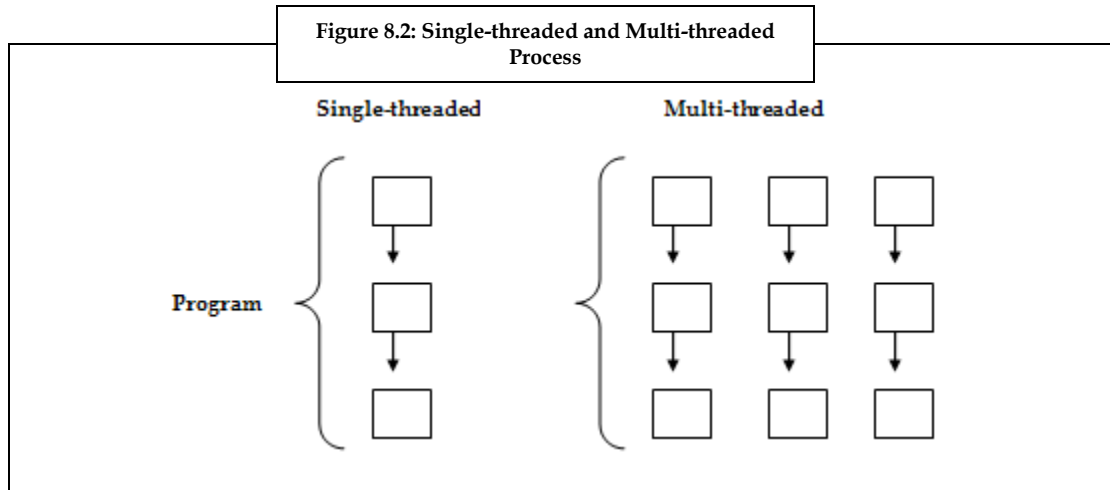 Figure 8.2: Single-threaded and Multi-threaded
Process
Single-threaded
Multi-threaded
Program